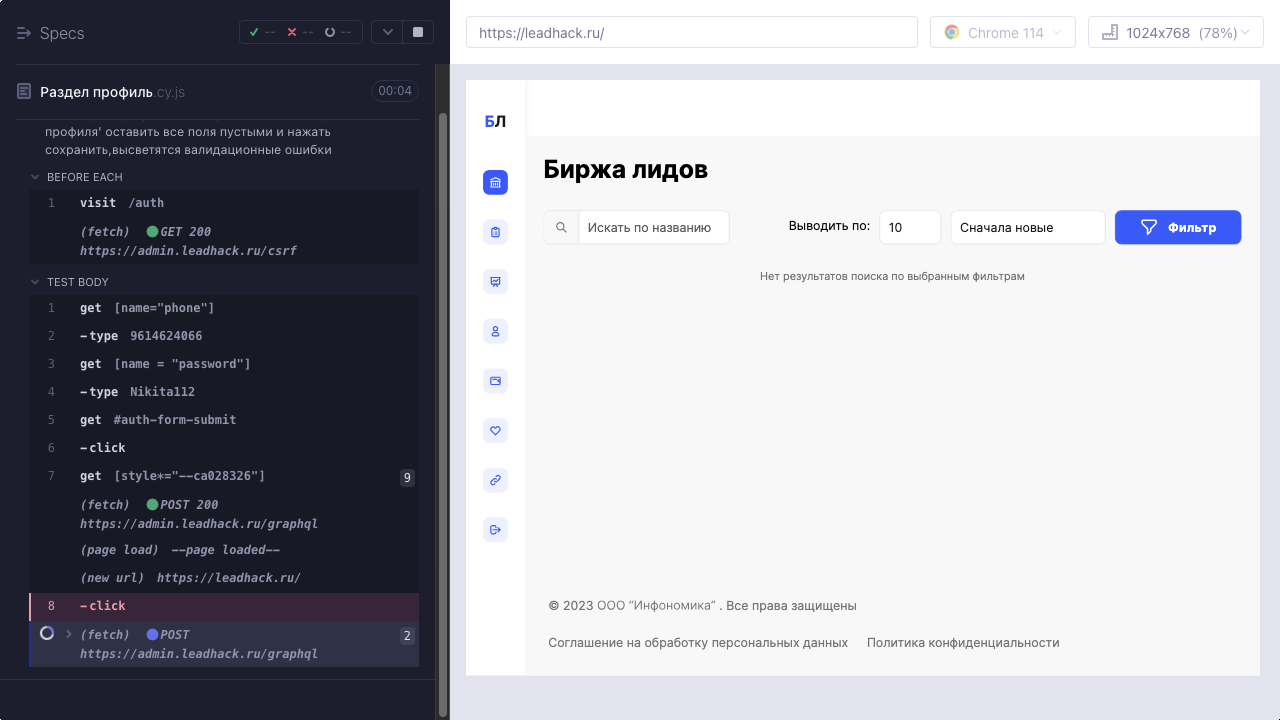 Specs
--
--
--
https://leadhack.ru/
Chrome 114
1024x768 (78%)
Раздел профиль.cy.js
00:04
профиля' оставить все поля пустыми и нажать
сохранить,высветятся валидационные ошибки
BEFORE EACH
1 visit /auth
(fetch) GET 200
https://admin.leadhack.ru/csrf
TEST BODY
1 get [name="phone"]
2 -type 9614624066
3 get [name = "password"]
4 -type Nikita112
5 get #auth-form-submit
6 -click
7 get [style*="--ca028326"] 9
(fetch) POST 200
https://admin.leadhack.ru/graphql
(page load) --page loaded--
(new url) https://leadhack.ru/
8 -click
(fetch) POST 2
https://admin.leadhack.ru/graphql
БЛ
Биржа лидов
Искать по названию
Выводить по: 10
Сначала новые
Фильтр
Нет результатов поиска по выбранным фильтрам
© 2023 ООО “Инфономика” . Все права защищены
Соглашение на обработку персональных данных
Политика конфиденциальности